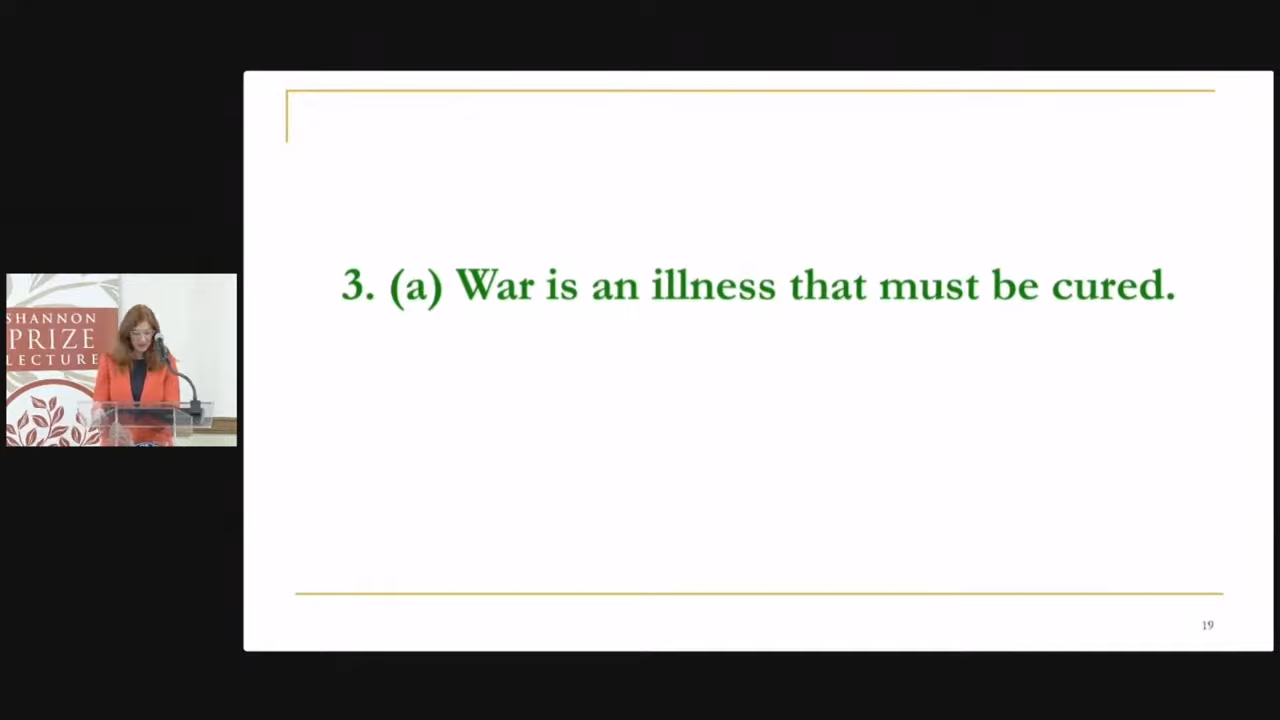 SHANNON
PRIZE
LECTURE
3. (a) War is an illness that must be cured.
19